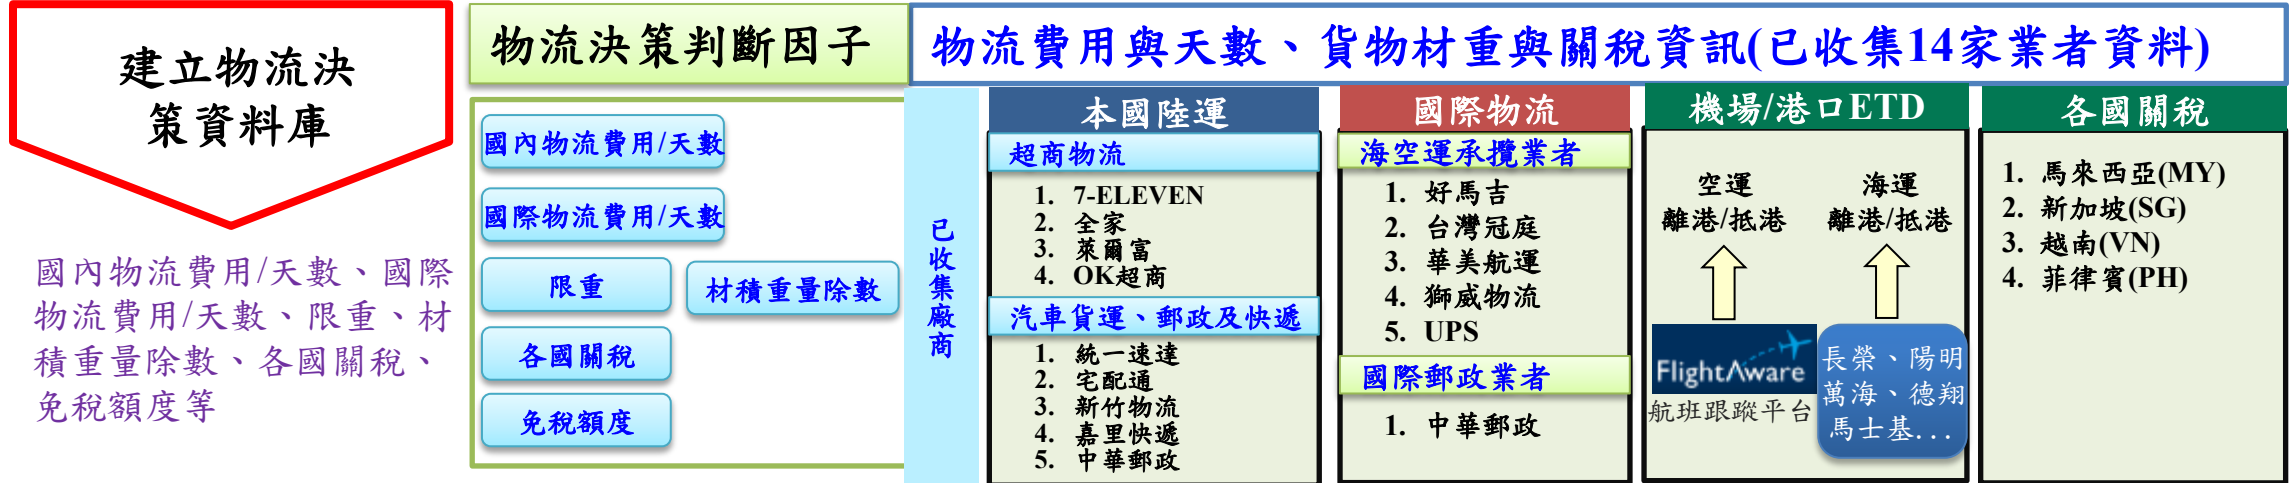 建立物流決
策資料庫
國內物流費用/天數、國際
物流費用/天數、限重、材
積重量除數、各國關稅、
免稅額度等
物流決策判斷因子
國內物流費用/天數
國際物流費用/天數
限重
材積重量除數
各國關稅
免稅額度
物流費用與天數、貨物材重與關稅資訊(已收集14家業者資料)
已收集廠商
本國陸運
超商物流
1. 7-ELEVEN
2. 全家
3. 萊爾富
4. OK超商
汽車貨運、郵政及快遞
1. 統一速達
2. 宅配通
3. 新竹物流
4. 嘉里快遞
5. 中華郵政
國際物流
海空運承攬業者
1. 好馬吉
2. 台灣冠庭
3. 華美航運
4. 獅威物流
5. UPS
國際郵政業者
1. 中華郵政
機場/港口ETD
空運
離港/抵港
FlightAware
航班跟蹤平台
海運
離港/抵港
長榮、陽明
萬海、德翔
馬士基...
各國關稅
1. 馬來西亞(MY)
2. 新加坡(SG)
3. 越南(VN)
4. 菲律賓(PH)